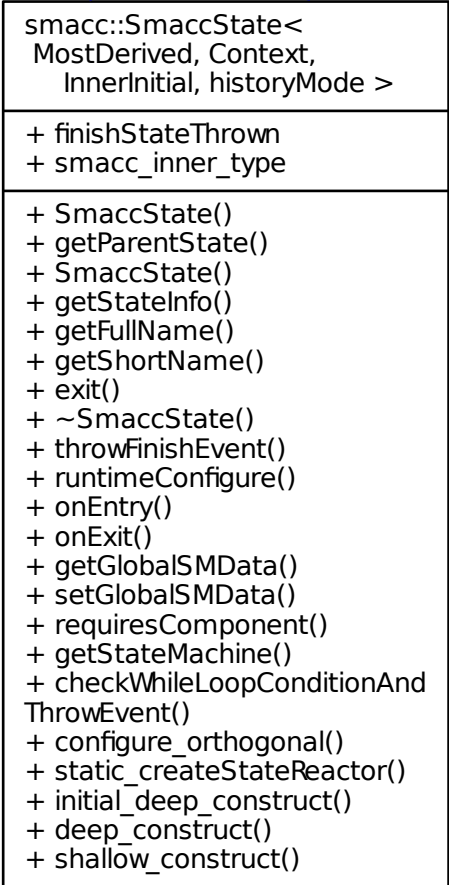 smacc::SmaccState<
MostDerived, Context,
InnerInitial, historyMode >
+ finishStateThrown
+ smacc_inner_type
+ SmaccState()
+ getParentState()
+ SmaccState()
+ getStateInfo()
+ getFullName()
+ getShortName()
+ exit()
+ ~SmaccState()
+ throwFinishEvent()
+ runtimeConfigure()
+ onEntry()
+ onExit()
+ getGlobalSMData()
+ setGlobalSMData()
+ requiresComponent()
+ getStateMachine()
+ checkWhileLoopConditionAnd
ThrowEvent()
+ configure_orthogonal()
+ static_createStateReactor()
+ initial_deep_construct()
+ deep_construct()
+ shallow_construct()